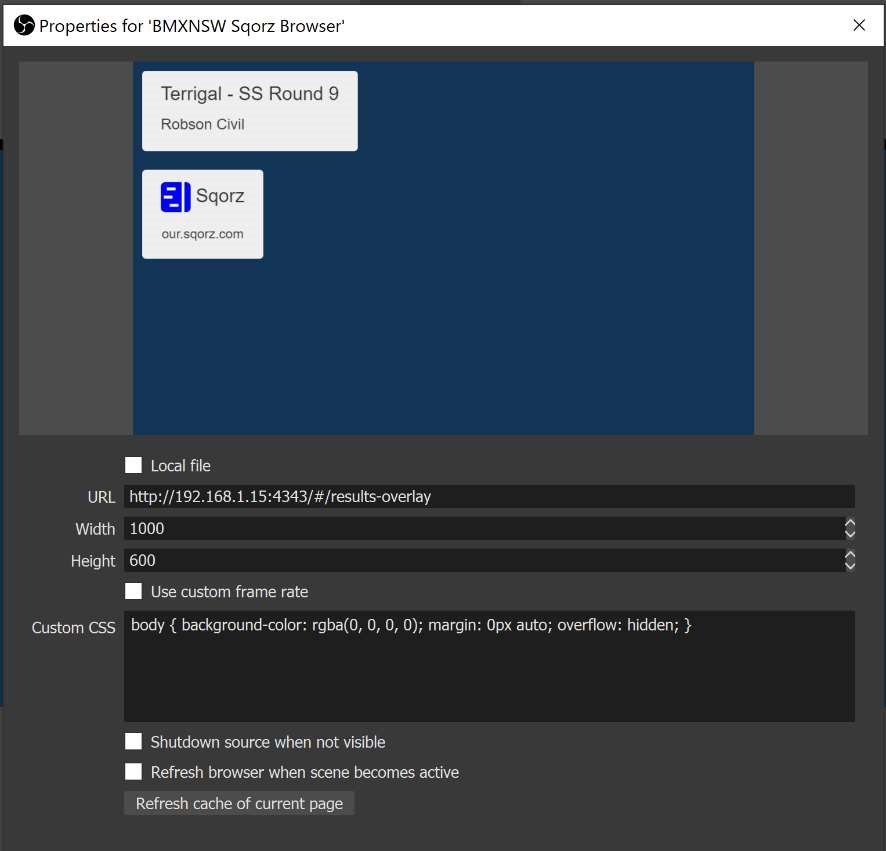 Properties for 'BMXNSW Sqorz Browser'
Terrigal - SS Round 9
Robson Civil
Sqorz
our.sqorz.com
Local file
URL http://192.168.1.15:4343/#/results-overlay
Width 1000
Height 600
Use custom frame rate
Custom CSS body { background-color: rgba(0, 0, 0, 0); margin: 0px auto; overflow: hidden; }
Shutdown source when not visible
Refresh browser when scene becomes active
Refresh cache of current page